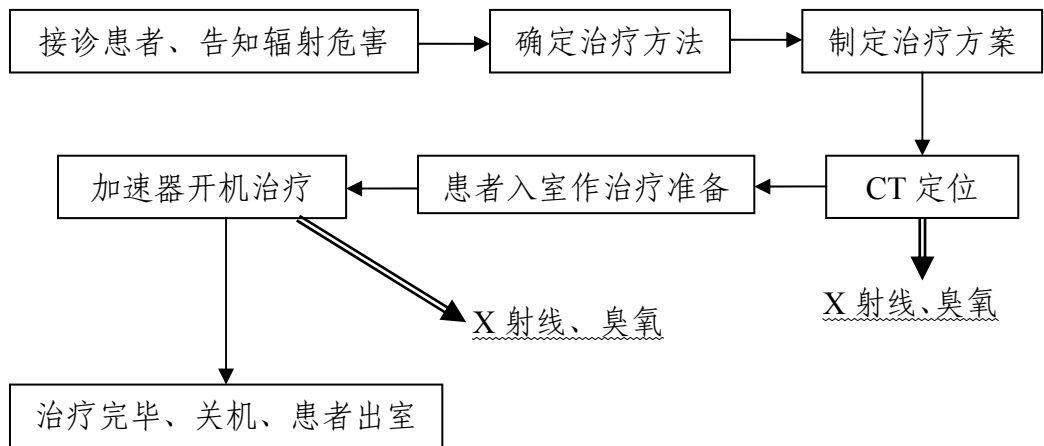 接诊患者、告知辐射危害
确定治疗方法
制定治疗方案
加速器开机治疗
患者入室作治疗准备
CT 定位
X 射线、臭氧
X 射线、臭氧
治疗完毕、关机、患者出室